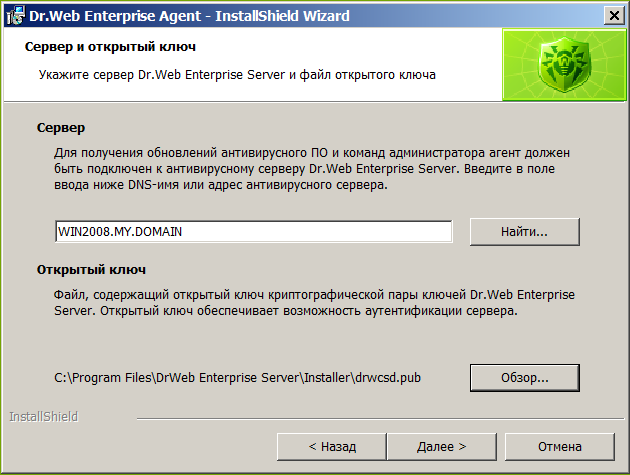 Dr.Web Enterprise Agent - InstallShield Wizard
Сервер и открытый ключ
Укажите сервер Dr.Web Enterprise Server и файл открытого ключа
Сервер
Для получения обновлений антивирусного ПО и команд администратора агент должен
быть подключен к антивирусному серверу Dr.Web Enterprise Server. Введите в поле
ввода ниже DNS-имя или адрес антивирусного сервера.
WIN2008.MY.DOMAIN
Найти...
Открытый ключ
Файл, содержащий открытый ключ криптографической пары ключей Dr.Web Enterprise
Server. Открытый ключ обеспечивает возможность аутентификации сервера.
C:\Program Files\DrWeb Enterprise Server\Installer\drwcsd.pub
Обзор...
InstallShield
< Назад
Далее >
Отмена